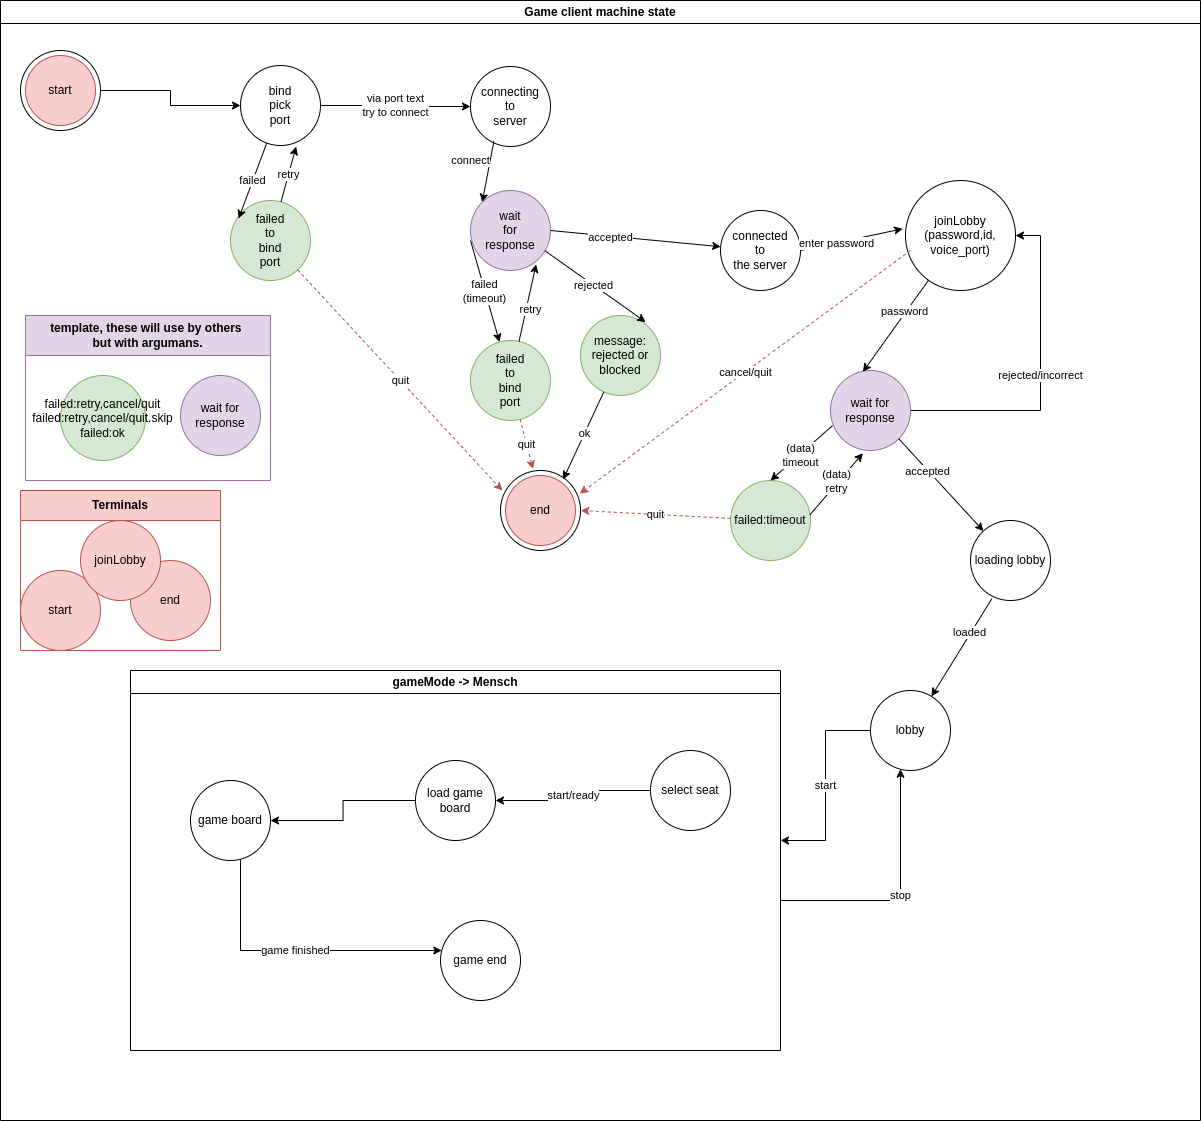 Game client machine state
start
bind
pick
port
via port text
try to connect
connecting
to
server
failed
retry
connect
failed
to
bind
port
wait
for
response
accepted
connected
to
the server
enter password
joinLobby
(password,id,
voice_port)
failed
(timeout)
retry
rejected
password
template, these will use by others
but with argumans.
failed:retry,cancel/quit
failed:retry,cancel/quit.skip
failed:ok
wait for
response
quit
failed
to
bind
port
message:
rejected or
blocked
cancel/quit
rejected/incorrect
wait for
response
quit
ok
(data)
timeout
(data)
retry
accepted
Terminals
joinLobby
start
end
end
quit
failed:timeout
loading lobby
loaded
gameMode -> Mensch
lobby
start
game board
load game
board
start/ready
select seat
stop
game finished
game end